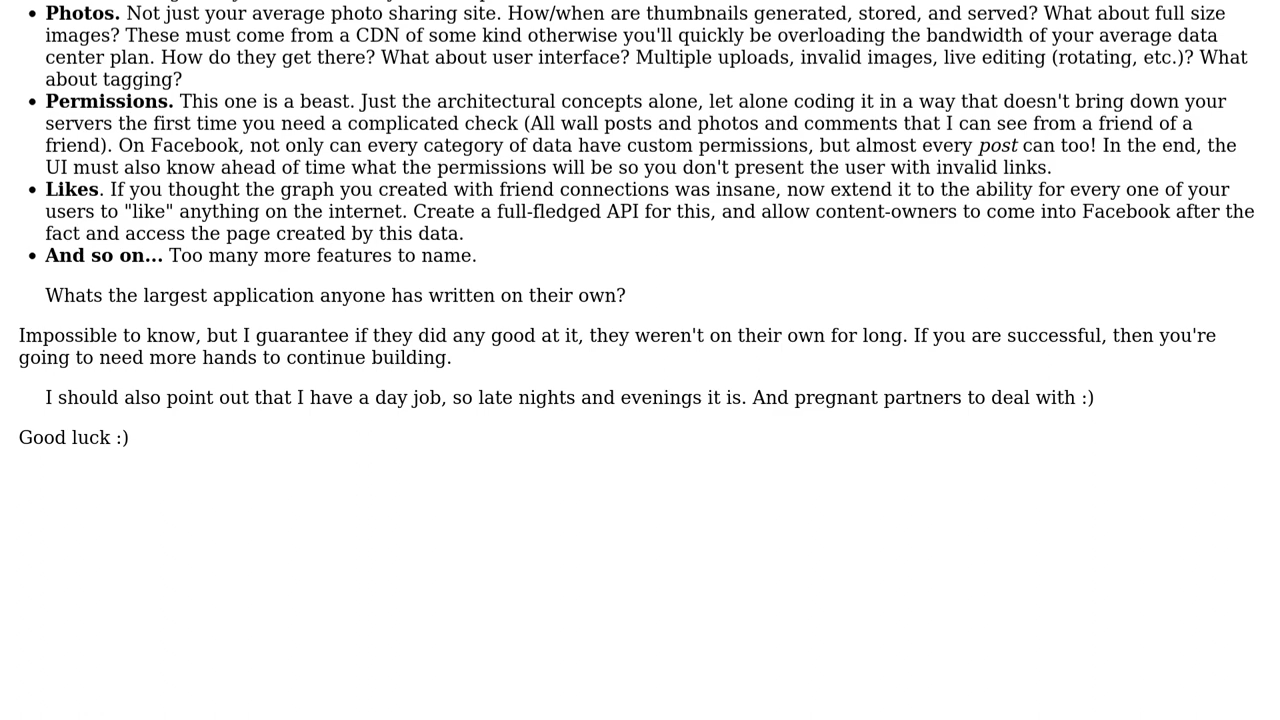 • Photos. Not just your average photo sharing site. How/when are thumbnails generated, stored, and served? What about full size
images? These must come from a CDN of some kind otherwise you'll quickly be overloading the bandwidth of your average data
center plan. How do they get there? What about user interface? Multiple uploads, invalid images, live editing (rotating, etc.)? What
about tagging?
• Permissions. This one is a beast. Just the architectural concepts alone, let alone coding it in a way that doesn't bring down your
servers the first time you need a complicated check (All wall posts and photos and comments that I can see from a friend of a
friend). On Facebook, not only can every category of data have custom permissions, but almost every post can too! In the end, the
UI must also know ahead of time what the permissions will be so you don't present the user with invalid links.
• Likes. If you thought the graph you created with friend connections was insane, now extend it to the ability for every one of your
users to "like" anything on the internet. Create a full-fledged API for this, and allow content-owners to come into Facebook after the
fact and access the page created by this data.
• And so on... Too many more features to name.
Whats the largest application anyone has written on their own?
Impossible to know, but I guarantee if they did any good at it, they weren't on their own for long. If you are successful, then you're
going to need more hands to continue building.
I should also point out that I have a day job, so late nights and evenings it is. And pregnant partners to deal with :)
Good luck :)